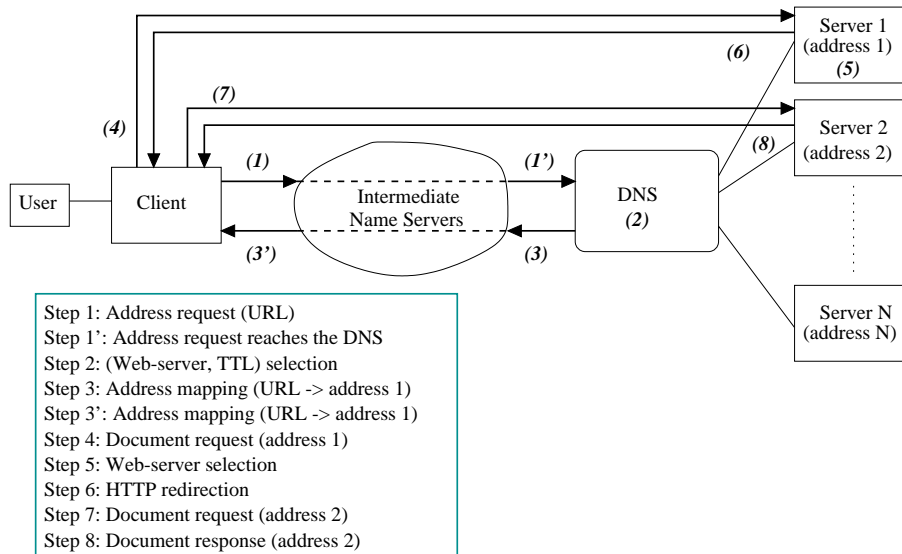 Server 1
(address 1)
(5)
(6)
(7)
(4)
Server 2
(address 2)
(8)
(1)
(1’)
User
Client
Intermediate
Name Servers
DNS
(2)
(3’)
(3)
Server N
(address N)
Step 1: Address request (URL)
Step 1’: Address request reaches the DNS
Step 2: (Web-server, TTL) selection
Step 3: Address mapping (URL -> address 1)
Step 3’: Address mapping (URL -> address 1)
Step 4: Document request (address 1)
Step 5: Web-server selection
Step 6: HTTP redirection
Step 7: Document request (address 2)
Step 8: Document response (address 2)